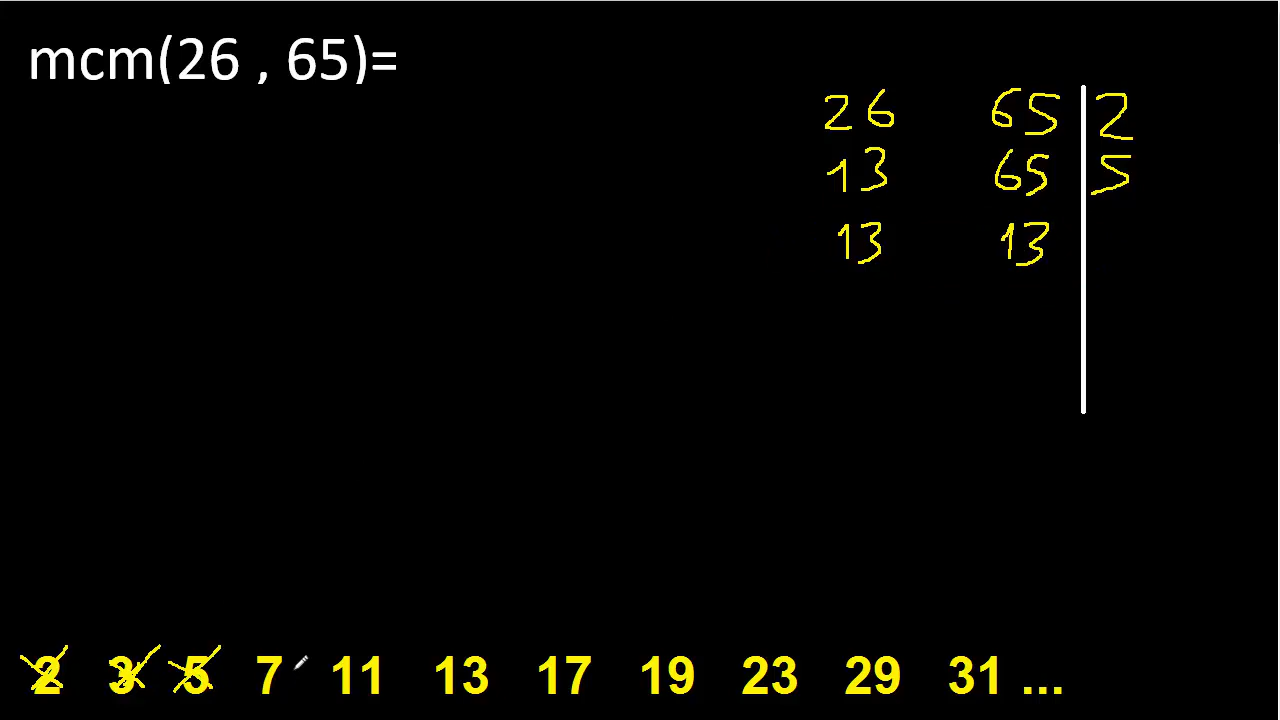 mcm(26 , 65)=
26 65 2
13 65 5
13 13
2 3 5 7 11 13 17 19 23 29 31 ...